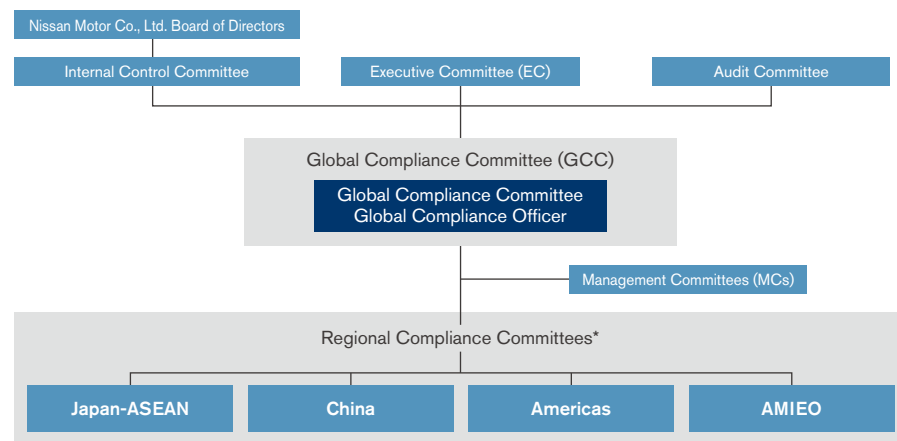 Nissan Motor Co., Ltd. Board of Directors
Internal Control Committee
Executive Committee (EC)
Audit Committee
Global Compliance Committee (GCC)
Global Compliance Committee
Global Compliance Officer
Management Committees (MCs)
Regional Compliance Committees*
Japan-ASEAN
China
Americas
AMIEO